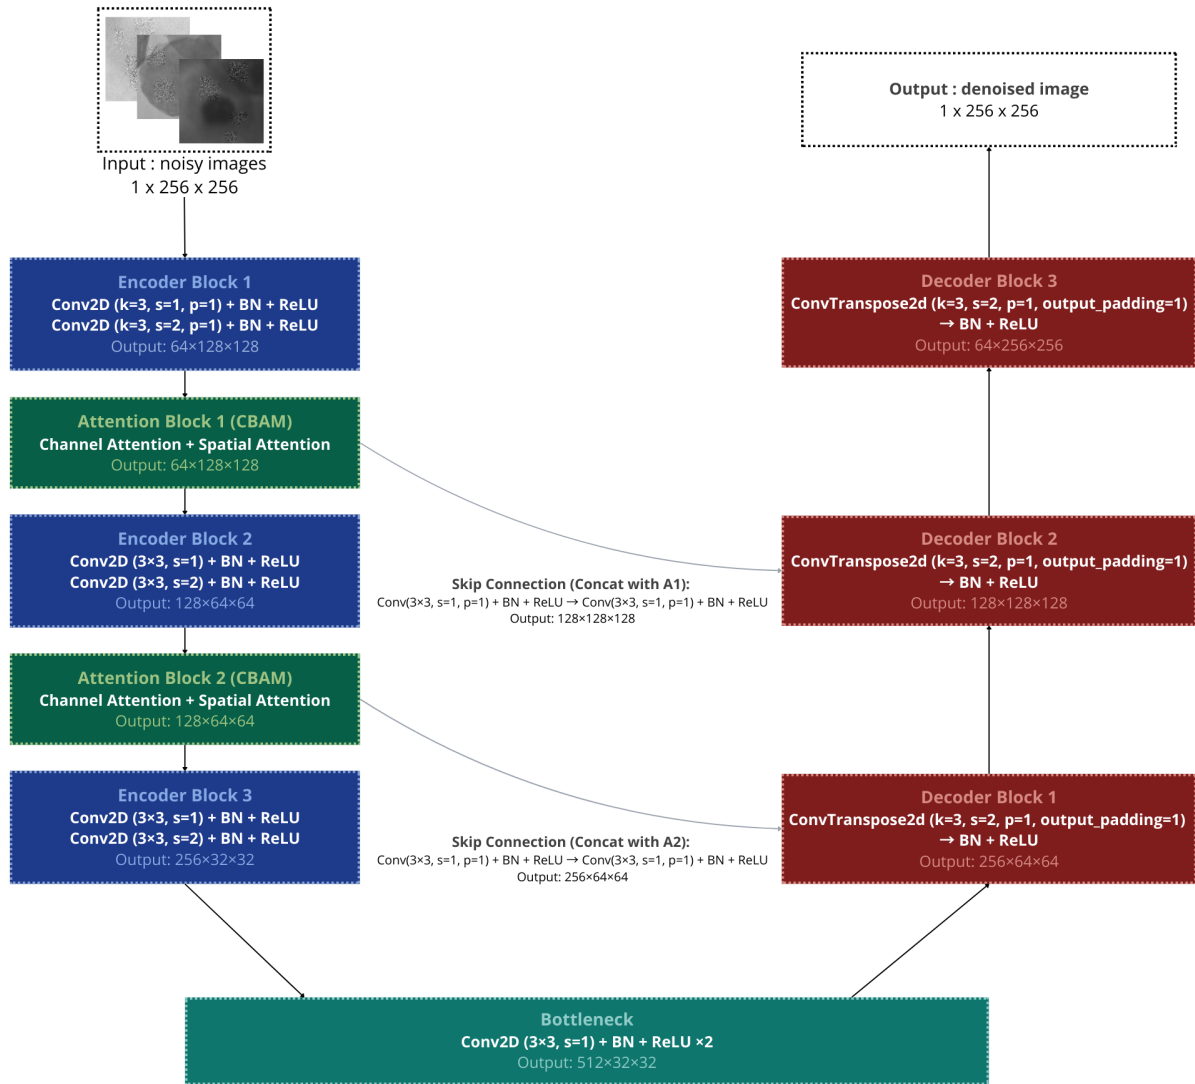 Input : noisy images
1 x 256 x 256
Encoder Block 1
Conv2D (k=3, s=1, p=1) + BN + ReLU
Conv2D (k=3, s=2, p=1) + BN + ReLU
Output: 64×128×128
Attention Block 1 (CBAM)
Channel Attention + Spatial Attention
Output: 64×128×128
Encoder Block 2
Conv2D (3×3, s=1) + BN + ReLU
Conv2D (3×3, s=2) + BN + ReLU
Output: 128×64×64
Attention Block 2 (CBAM)
Channel Attention + Spatial Attention
Output: 128×64×64
Encoder Block 3
Conv2D (3×3, s=1) + BN + ReLU
Conv2D (3×3, s=2) + BN + ReLU
Output: 256×32×32
Skip Connection (Concat with A1):
Conv(3×3, s=1, p=1) + BN + ReLU → Conv(3×3, s=1, p=1) + BN + ReLU
Output: 128×128×128
Skip Connection (Concat with A2):
Conv(3×3, s=1, p=1) + BN + ReLU → Conv(3×3, s=1, p=1) + BN + ReLU
Output: 256×64×64
Bottleneck
Conv2D (3×3, s=1) + BN + ReLU ×2
Output: 512×32×32
Output : denoised image
1 x 256 x 256
Decoder Block 3
ConvTranspose2d (k=3, s=2, p=1, output_padding=1)
→ BN + ReLU
Output: 64×256×256
Decoder Block 2
ConvTranspose2d (k=3, s=2, p=1, output_padding=1)
→ BN + ReLU
Output: 128×128×128
Decoder Block 1
ConvTranspose2d (k=3, s=2, p=1, output_padding=1)
→ BN + ReLU
Output: 256×64×64